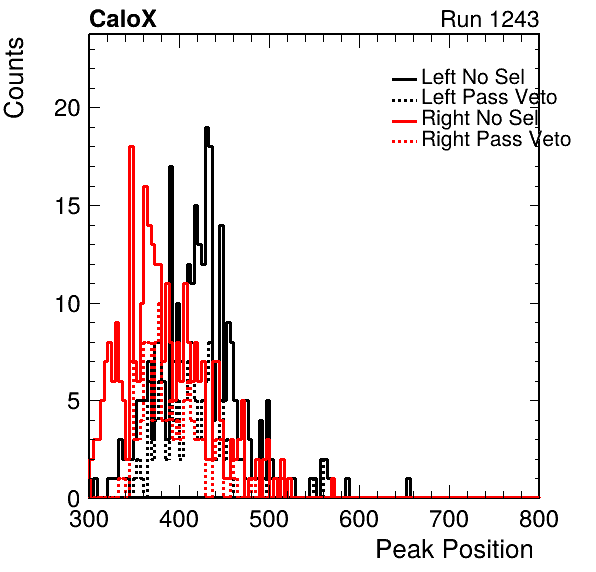 CaloX
Run 1243
Counts
Left No Sel
Left Pass Veto
Right No Sel
Right Pass Veto
20
15
10
5
0
300 400 500 600 700 800
Peak Position